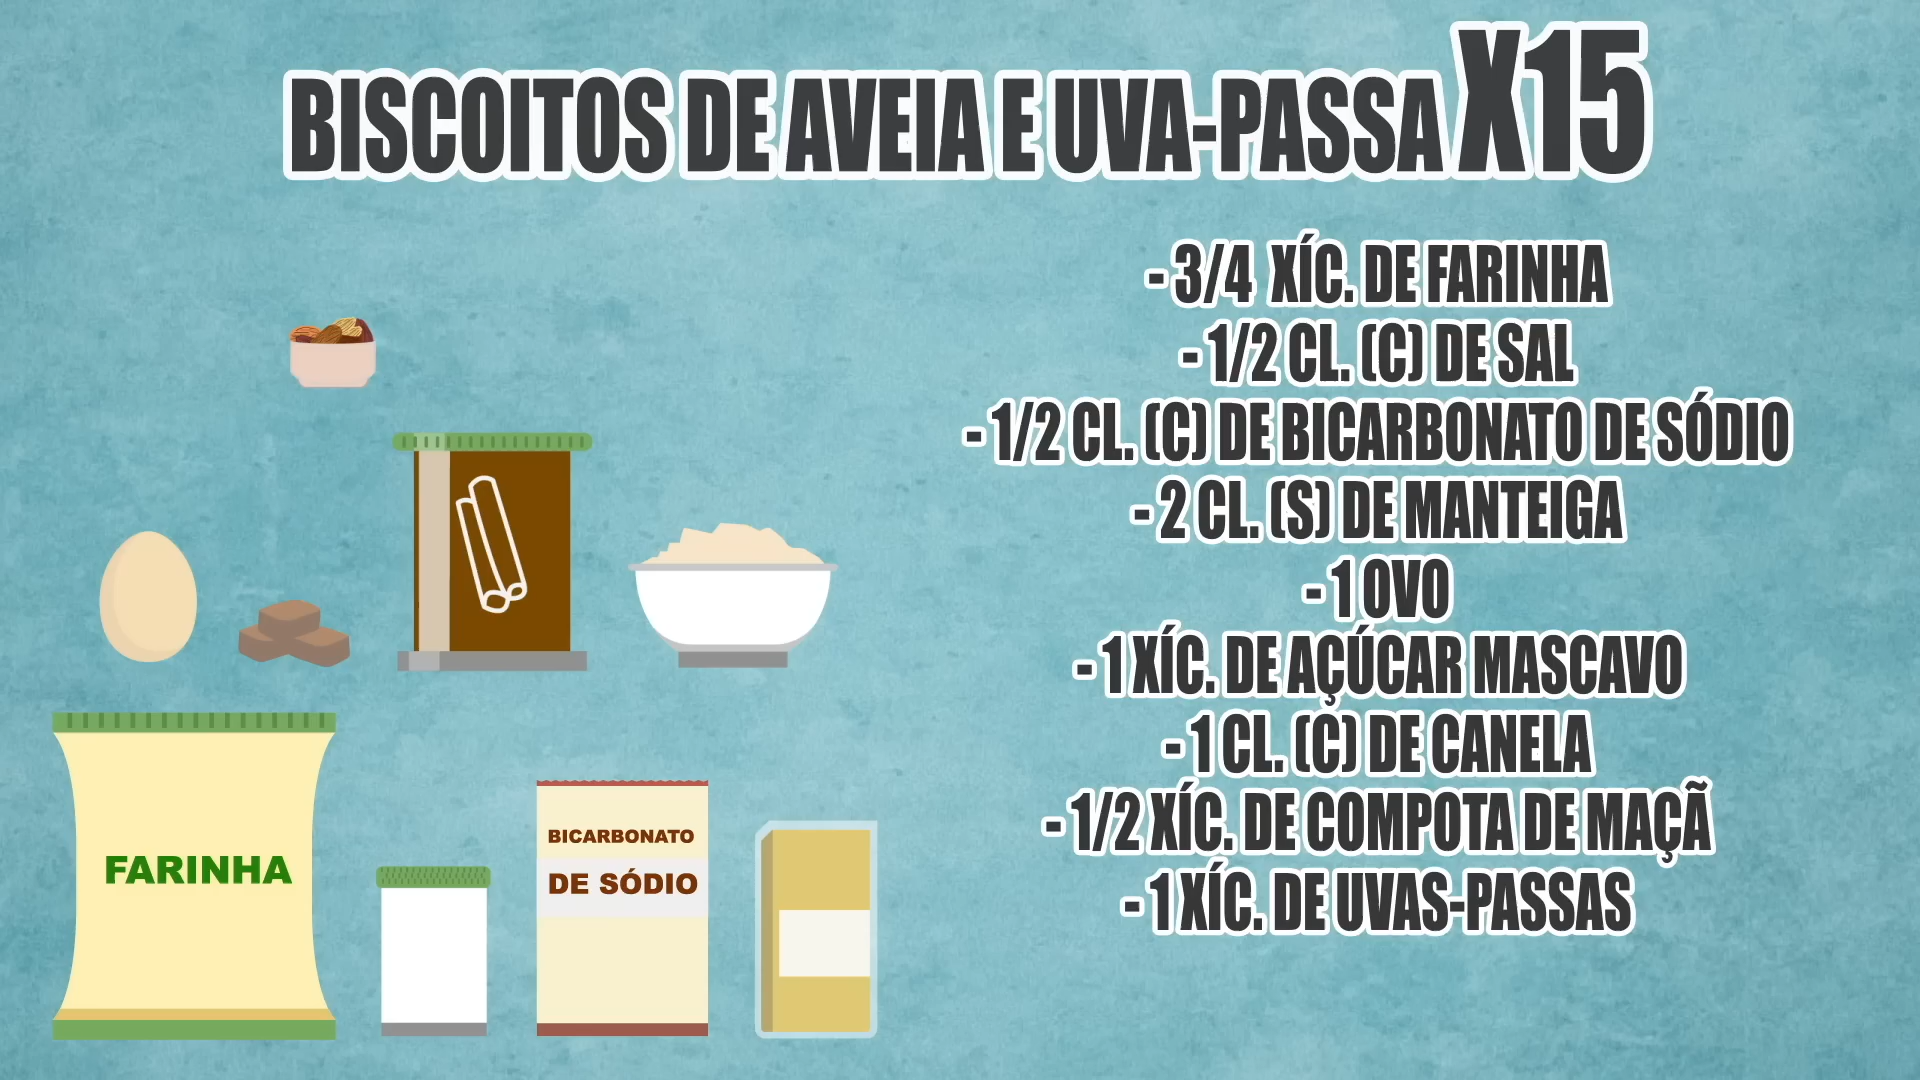 BISCOITOS DE AVEIA E UVA-PASSA X15
- 3/4 XÍC. DE FARINHA
- 1/2 CL. (C) DE SAL
- 1/2 CL. (C) DE BICARBONATO DE SÓDIO
- 2 CL. (S) DE MANTEIGA
- 1 OVO
- 1 XÍC. DE AÇÚCAR MASCAVO
- 1 CL. (C) DE CANELA
- 1/2 XÍC. DE COMPOTA DE MAÇÃ
- 1 XÍC. DE UVAS-PASSAS
FARINHA
BICARBONATO
DE SÓDIO